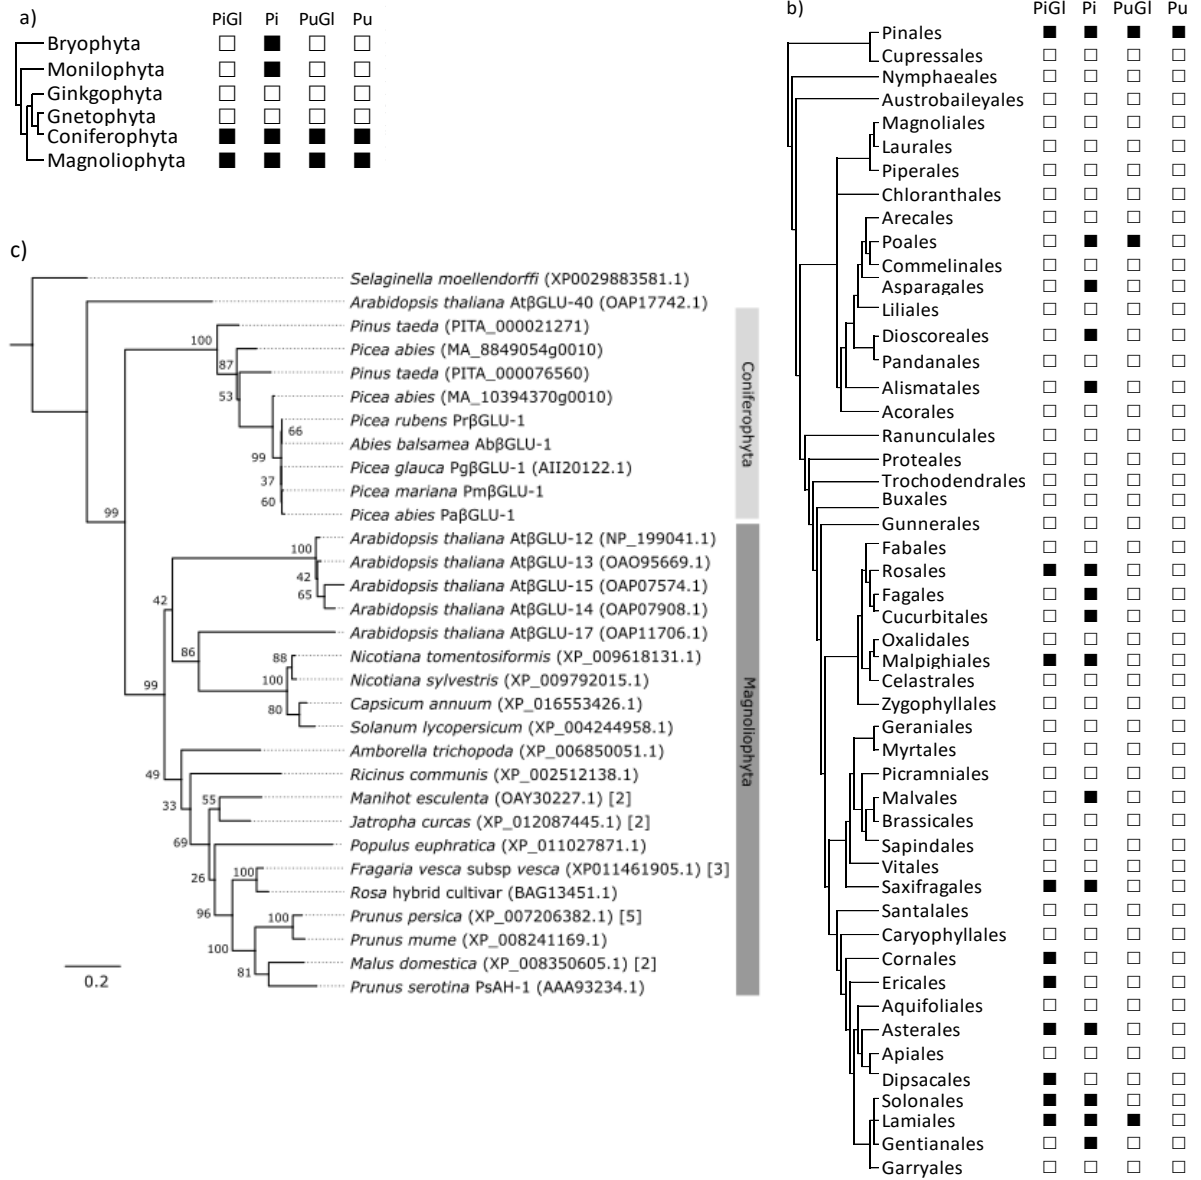 a)
PiGl Pi PuGl Pu
Bryophyta
Monilophyta
Ginkgophyta
Gnetophyta
Coniferophyta
Magnoliophyta
b)
PiGl Pi PuGl Pu
Pinales
Cupressales
Nymphaeales
Austrobaileyales
Magnoliales
Laurales
Piperales
Chloranthales
Arecales
Poales
Commelinales
Asparagales
Liliales
Dioscoreales
Pandanales
Alismatales
Acorales
Ranunculales
Proteales
Trochodendrales
Buxales
Gunnerales
Fabales
Rosales
Fagales
Cucurbitales
Oxalidales
Malpighiales
Celastrales
Zygophyllales
Geraniales
Myrtales
Picramniales
Malvales
Brassicales
Sapindales
Vitales
Saxifragales
Santalales
Caryophyllales
Cornales
Ericales
Aquifoliales
Asterales
Apiales
Dipsacales
Solonales
Lamiales
Gentianales
Garryales
c)
Selaginella moellendorffi (XP0029883581.1)
Arabidopsis thaliana AtβGLU-40 (OAP17742.1)
Pinus taeda (PITA_000021271)
100
Picea abies (MA_8849054g0010)
87
Pinus taeda (PITA_000076560)
53
Picea abies (MA_10394370g0010)
Picea rubens PrβGLU-1
66
Abies balsamea AbβGLU-1
99
Picea glauca PgβGLU-1 (AII20122.1)
37
Picea mariana PmβGLU-1
60
Picea abies PaβGLU-1
Coniferophyta
99
Arabidopsis thaliana AtβGLU-12 (NP_199041.1)
100
Arabidopsis thaliana AtβGLU-13 (OAO95669.1)
42
Arabidopsis thaliana AtβGLU-15 (OAP07574.1)
65
Arabidopsis thaliana AtβGLU-14 (OAP07908.1)
42
Arabidopsis thaliana AtβGLU-17 (OAP11706.1)
86
Nicotiana tomentosiformis (XP_009618131.1)
88
Nicotiana sylvestris (XP_009792015.1)
100
Capsicum annuum (XP_016553426.1)
80
Solanum lycopersicum (XP_004244958.1)
99
Amborella trichopoda (XP_006850051.1)
49
Ricinus communis (XP_002512138.1)
33
Manihot esculenta (OAY30227.1) [2]
55
Jatropha curcas (XP_012087445.1) [2]
69
Populus euphratica (XP_011027871.1)
26
Fragaria vesca subsp vesca (XP011461905.1) [3]
100
Rosa hybrid cultivar (BAG13451.1)
96
Prunus persica (XP_007206382.1) [5]
100
Prunus mume (XP_008241169.1)
100
Malus domestica (XP_008350605.1) [2]
81
Prunus serotina PsAH-1 (AAA93234.1)
Magnoliophyta
0.2